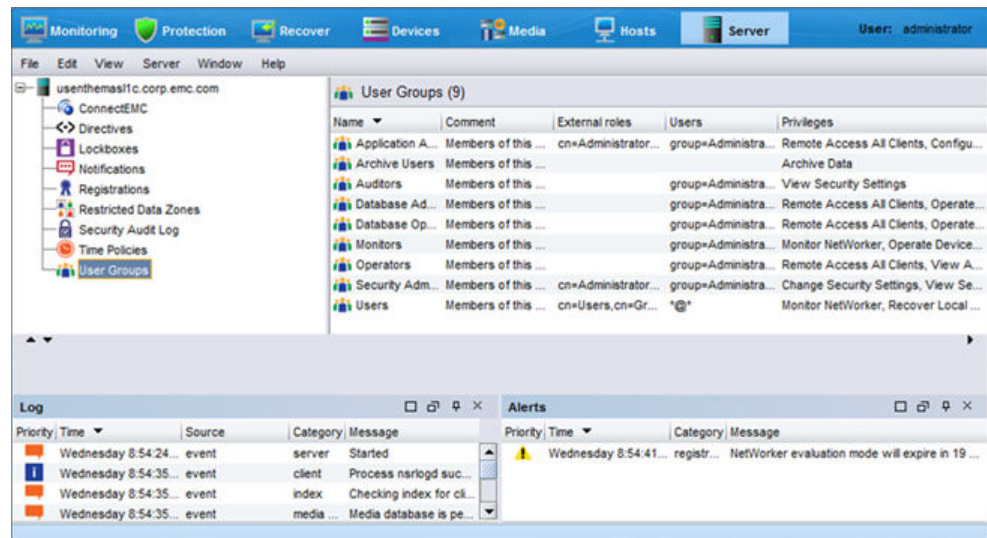 Monitoring Protection Recover Devices Media Hosts Server User: administrator
File Edit View Server Window Help
usenthemasl1c.corp.emc.com
ConnectEMC
Directives
Lockboxes
Notifications
Registrations
Restricted Data Zones
Security Audit Log
Time Policies
User Groups
User Groups (9)
Name Comment External roles Users Privileges
Application A... Members of this ... cn=Administrator... group=Administra... Remote Access All Clients, Configu...
Archive Users Members of this ... Archive Data
Auditors Members of this ... group=Administra... View Security Settings
Database Ad... Members of this ... group=Administra... Remote Access All Clients, Operate...
Database Op... Members of this ... group=Administra... Remote Access All Clients, Operate...
Monitors Members of this ... group=Administra... Monitor NetWorker, Operate Device...
Operators Members of this ... group=Administra... Remote Access All Clients, View A...
Security Adm... Members of this ... cn=Administrator... group=Administra... Change Security Settings, View Se...
Users Members of this ... cn=Users,cn=Gr... *@* Monitor NetWorker, Recover Local ...
Log
Priority Time Source Category Message
Wednesday 8:54:24... event server Started
Wednesday 8:54:35... event client Process nsrlogd suc...
Wednesday 8:54:35... event index Checking index for cli...
Wednesday 8:54:35... event media ... Media database is pe...
Alerts
Priority Time Category Message
Wednesday 8:54:41... registr... NetWorker evaluation mode will expire in 19 ...